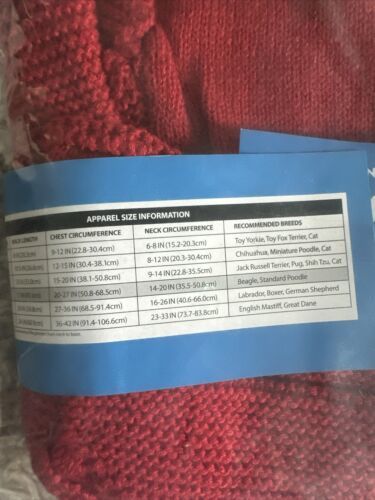 APPAREL SIZE INFORMATION
LENGTH CHEST CIRCUMFERENCE NECK CIRCUMFERENCE RECOMMENDED BREEDS
9-12 IN (22.8-30.4cm) 6-8 IN (15.2-20.3cm) Toy Yorkie, Toy Fox Terrier, Cat
12-15 IN (30.4-38.1cm) 8-12 IN (20.3-30.4cm) Chihuahua, Miniature Poodle, Cat
15-20 IN (38.1-50.8cm) 9-14 IN (22.8-35.5cm) Jack Russell Terrier, Pug, Shih Tzu, Cat
20-27 IN (50.8-68.5cm) 14-20 IN (35.5-50.8cm) Beagle, Standard Poodle
27-36 IN (68.5-91.4cm) 16-26 IN (40.6-66.0cm) Labrador, Boxer, German Shepherd
36-42 IN (91.4-106.6cm) 23-33 IN (73.7-83.8cm) English Mastiff, Great Dane